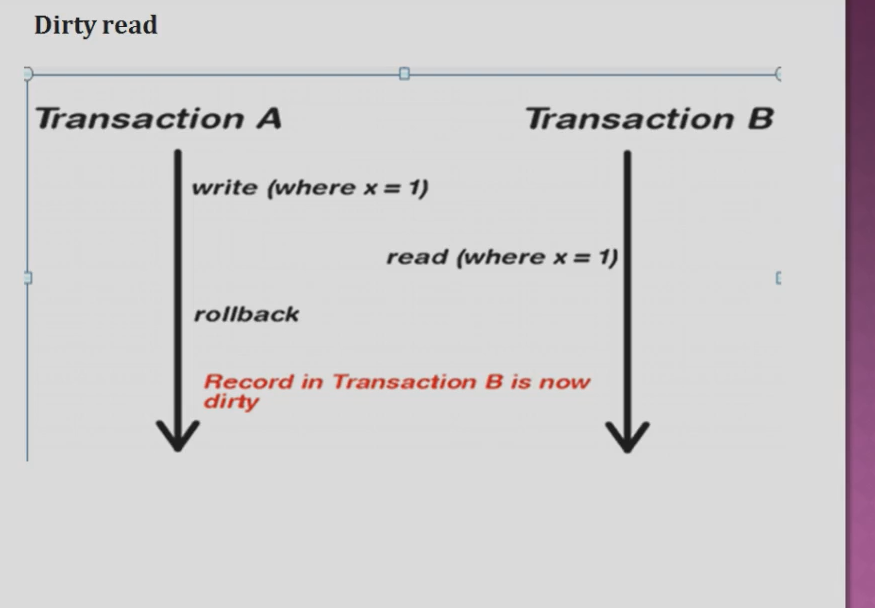 Dirty read
Transaction A
Transaction B
write (where x = 1)
read (where x = 1)
rollback
Record in Transaction B is now
dirty